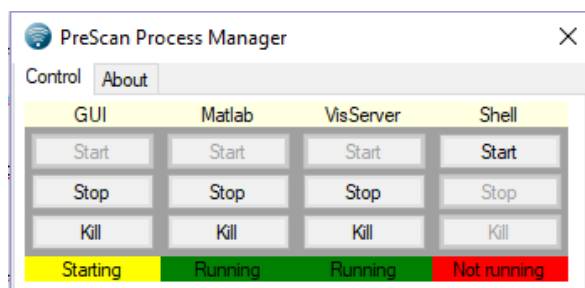 PreScan Process Manager
Control About
GUI Matlab VisServer Shell
Start Start Start Start
Stop Stop Stop Stop
Kill Kill Kill Kill
Starting Running Running Not running